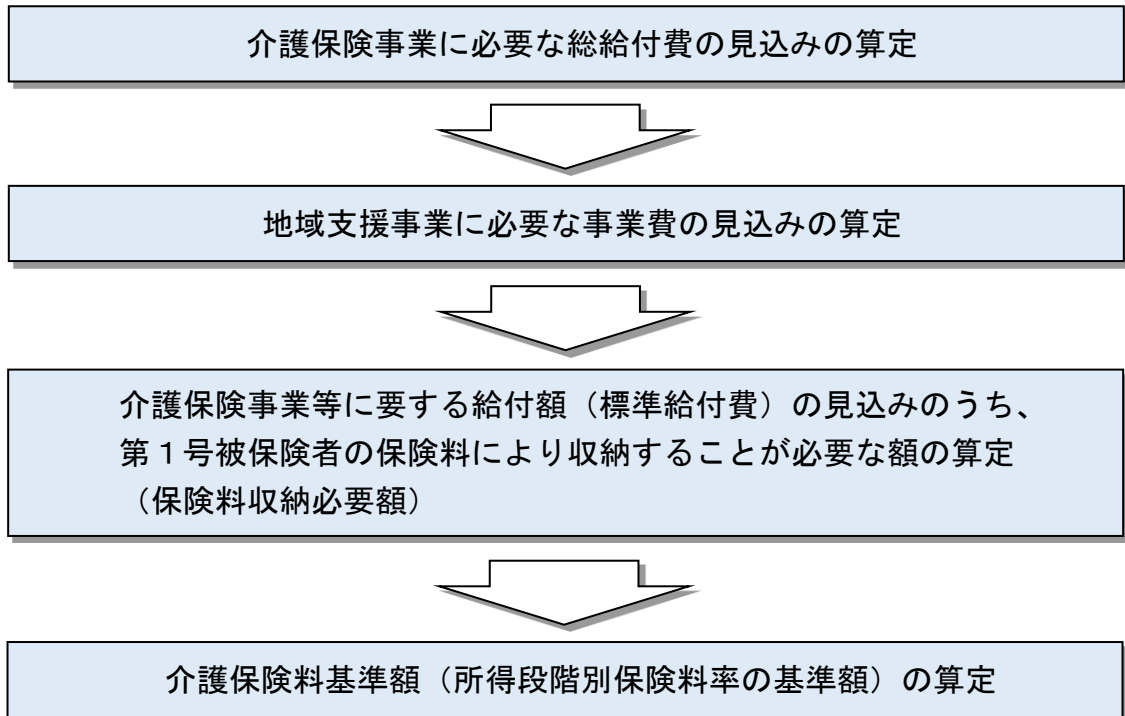 介護保険事業に必要な総給付費の見込みの算定
地域支援事業に必要な事業費の見込みの算定
介護保険事業等に要する給付額（標準給付費）の見込みのうち、
第１号被保険者の保険料により収納することが必要な額の算定
（保険料収納必要額）
介護保険料基準額（所得段階別保険料率の基準額）の算定